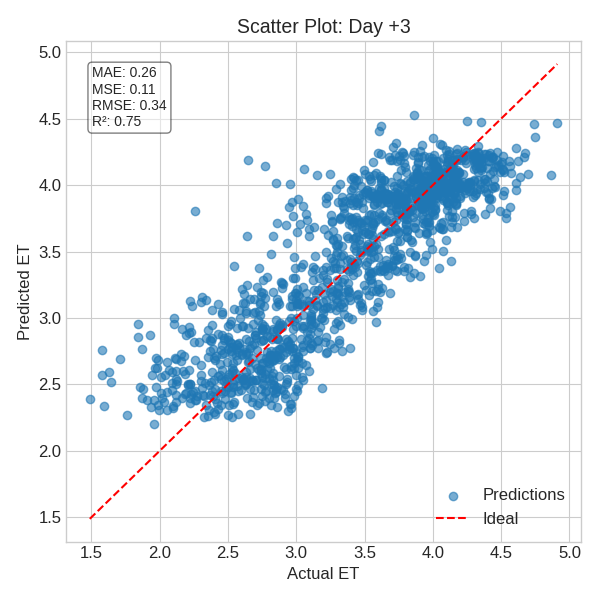 Scatter Plot: Day +3
MAE: 0.26
MSE: 0.11
RMSE: 0.34
R²: 0.75
Predicted ET
5.0
4.5
4.0
3.5
3.0
2.5
2.0
1.5
Predictions
Ideal
1.5 2.0 2.5 3.0 3.5 4.0 4.5 5.0
Actual ET